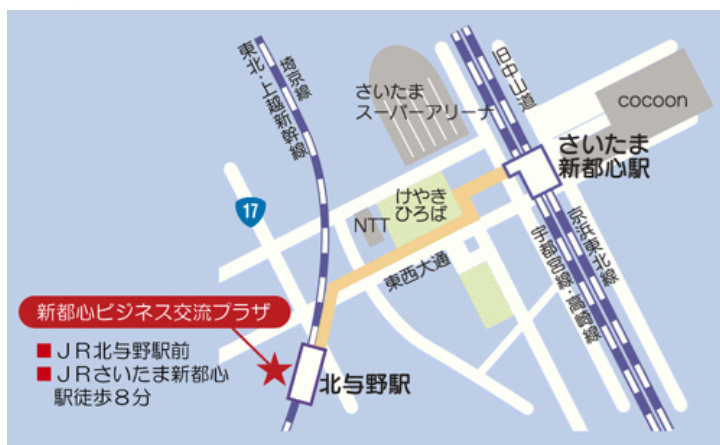 埼京線
東北・上越新幹線
さいたま
スーパーアリーナ
旧中山道
cocoon
さいたま
新都心駅
けやき
ひろば
NTT
17
東西大通
京浜東北線
宇都宮線・高崎線
新都心ビジネス交流プラザ
■ＪＲ北与野駅前
■ＪＲさいたま新都心
駅徒歩８分
北与野駅